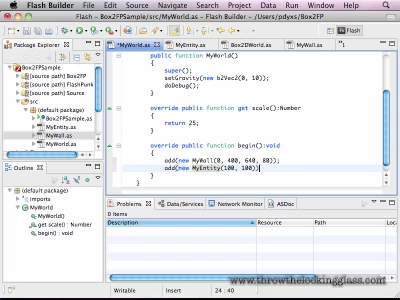 Flash Builder File Edit Source Navigate Search Project
Flash – Box2FPSample/src/MyWorld.as – Flash Builder – /Users/pdyxs/Box2FP
Flash
Package Explorer
*MyWorld.as MyEntity.as Box2DWorld.as MyWall.as
Box2FPSample
[source path] Box2FP
[source path] FlashPunk
[source path] Source
src
(default package)
Box2FPSample.as
MyEntity.as
MyWall.as
MyWorld.as
public function MyWorld()
{
super();
setGravity(new b2Vec2(0, 10));
doDebug();
}
override public function get scale():Number
{
return 25;
}
override public function begin():void
{
add(new MyWall(0, 400, 640, 80));
add(new MyEntity(100, 100))
}
}
Outline
(default package)
imports
MyWorld
MyWorld()
get scale() : Number
begin() : void
Problems Data/Services Network Monitor ASDoc
0 items
Description Resource Path Loca
www.throwthelookingglass.com
Writable Insert 24 : 40